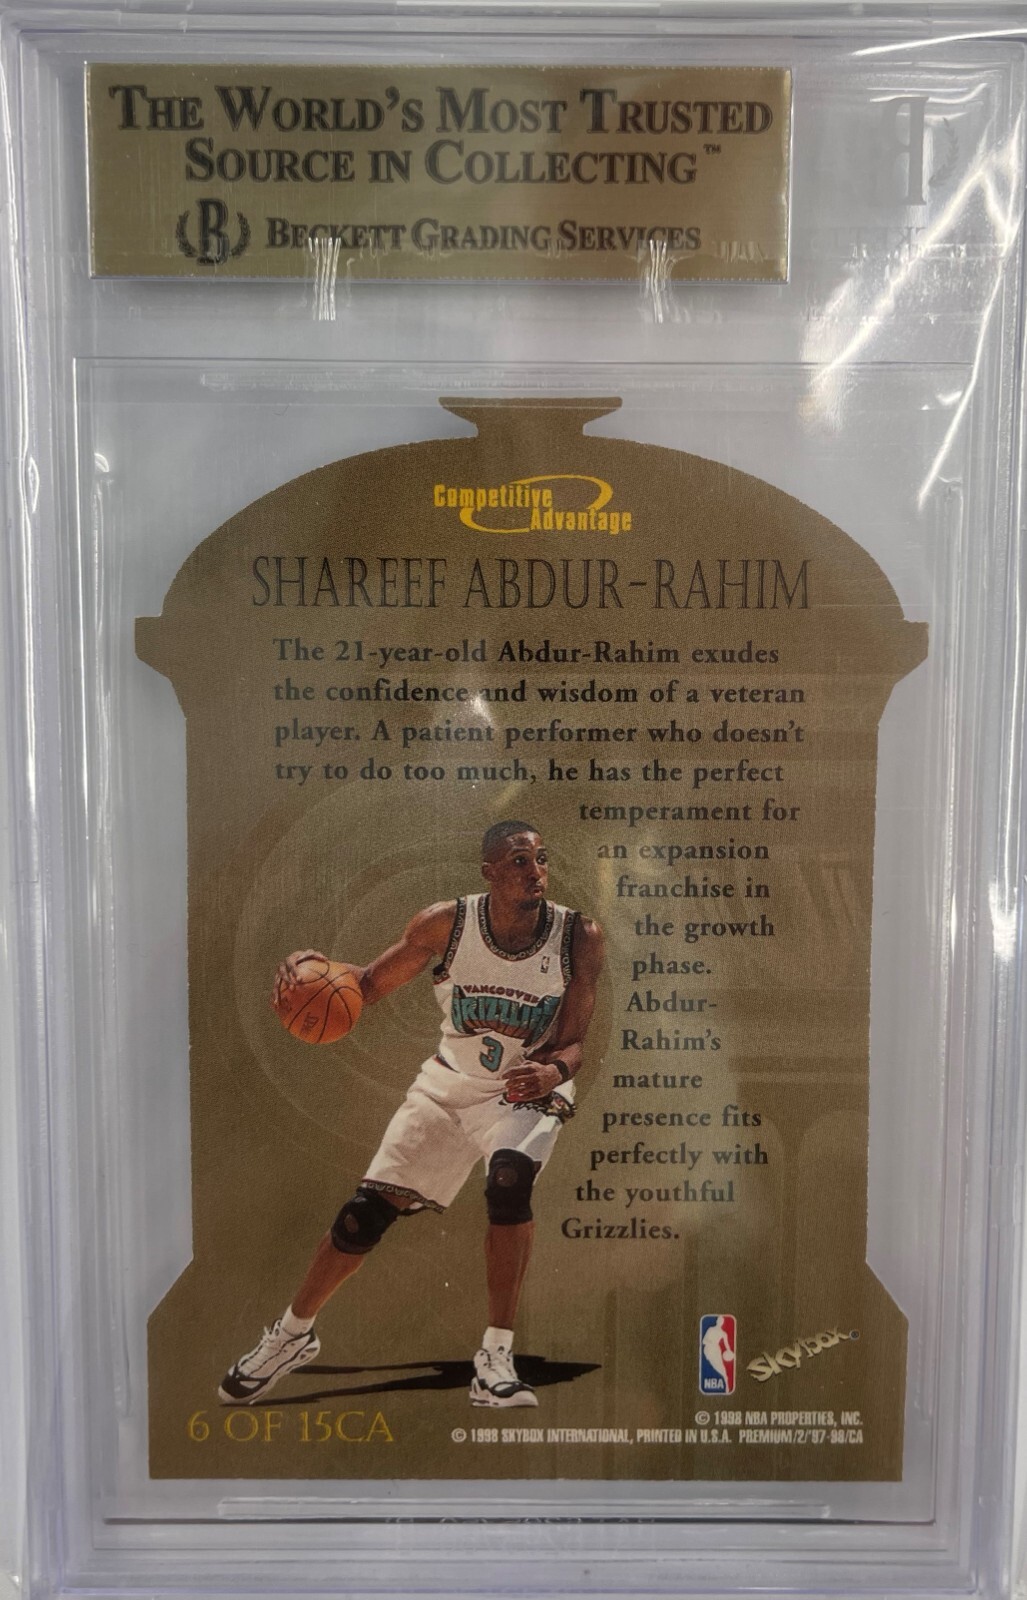 THE WORLD'S MOST TRUSTED
SOURCE IN COLLECTING™
B BECKETT GRADING SERVICES
Competitive
Advantage
SHAREEF ABDUR-RAHIM
The 21-year-old Abdur-Rahim exudes
the confidence and wisdom of a veteran
player. A patient performer who doesn't
try to do too much, he has the perfect
temperament for
an expansion
franchise in
the growth
phase.
Abdur-
Rahim's
mature
presence fits
perfectly with
the youthful
Grizzlies.
VANCOUVER
GRIZZLIES
3
NBA
skybox®
6 OF 15CA
© 1998 NBA PROPERTIES, INC.
© 1998 SKYBOX INTERNATIONAL, PRINTED IN U.S.A. PREMIUM/2/'97-98/CA